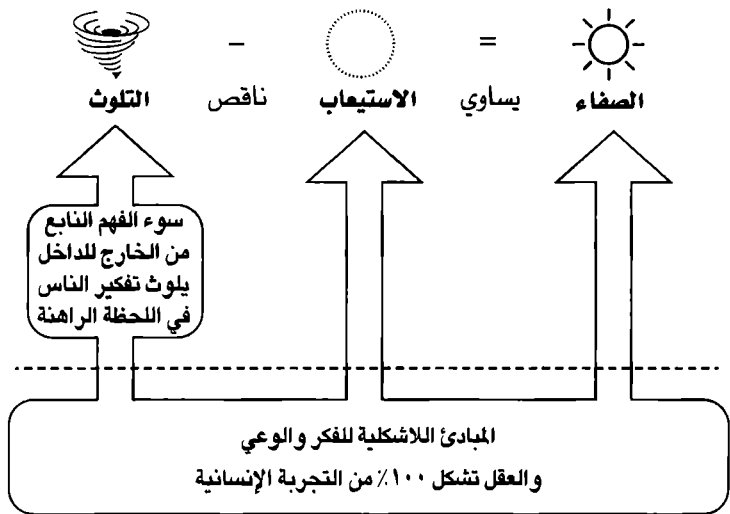 = −
الصفاء يساوي الاستيعاب ناقص التلوث
سوء الفهم النابع
من الخارج للداخل
يلوث تفكير الناس
في اللحظة الراهنة
المبادئ اللاشكلية للفكر والوعي
والعقل تشكل ١٠٠٪ من التجربة الإنسانية